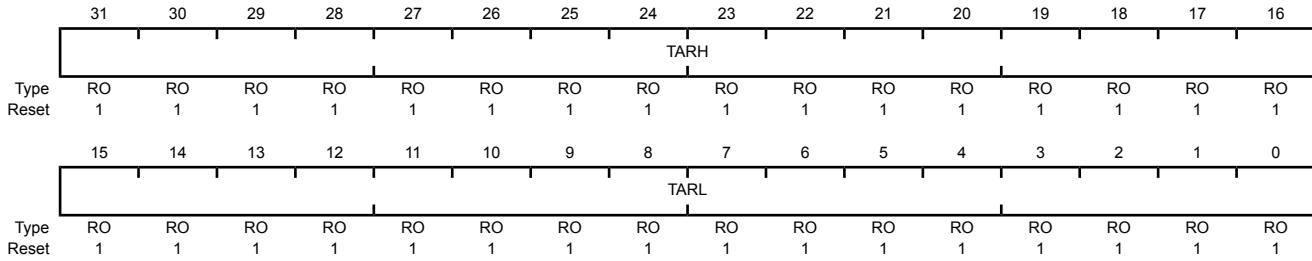 31 30 29 28 27 26 25 24 23 22 21 20 19 18 17 16
TARH
Type RO RO RO RO RO RO RO RO RO RO RO RO RO RO RO RO
Reset 1 1 1 1 1 1 1 1 1 1 1 1 1 1 1 1
15 14 13 12 11 10 9 8 7 6 5 4 3 2 1 0
TARL
Type RO RO RO RO RO RO RO RO RO RO RO RO RO RO RO RO
Reset 1 1 1 1 1 1 1 1 1 1 1 1 1 1 1 1